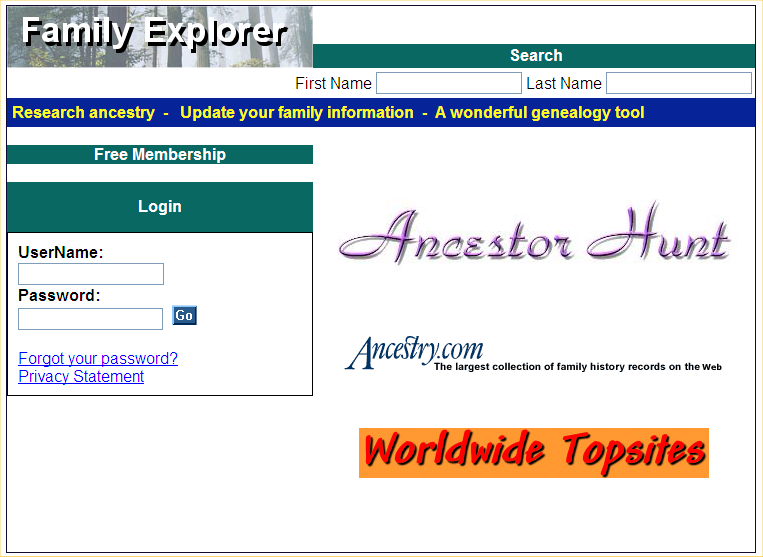 Family Explorer
Search
First Name Last Name
Research ancestry - Update your family information - A wonderful genealogy tool
Free Membership
Login
UserName:
Password:
Go
Forgot your password?
Privacy Statement
Ancestor Hunt
Ancestry.com
The largest collection of family history records on the Web
Worldwide Topsites